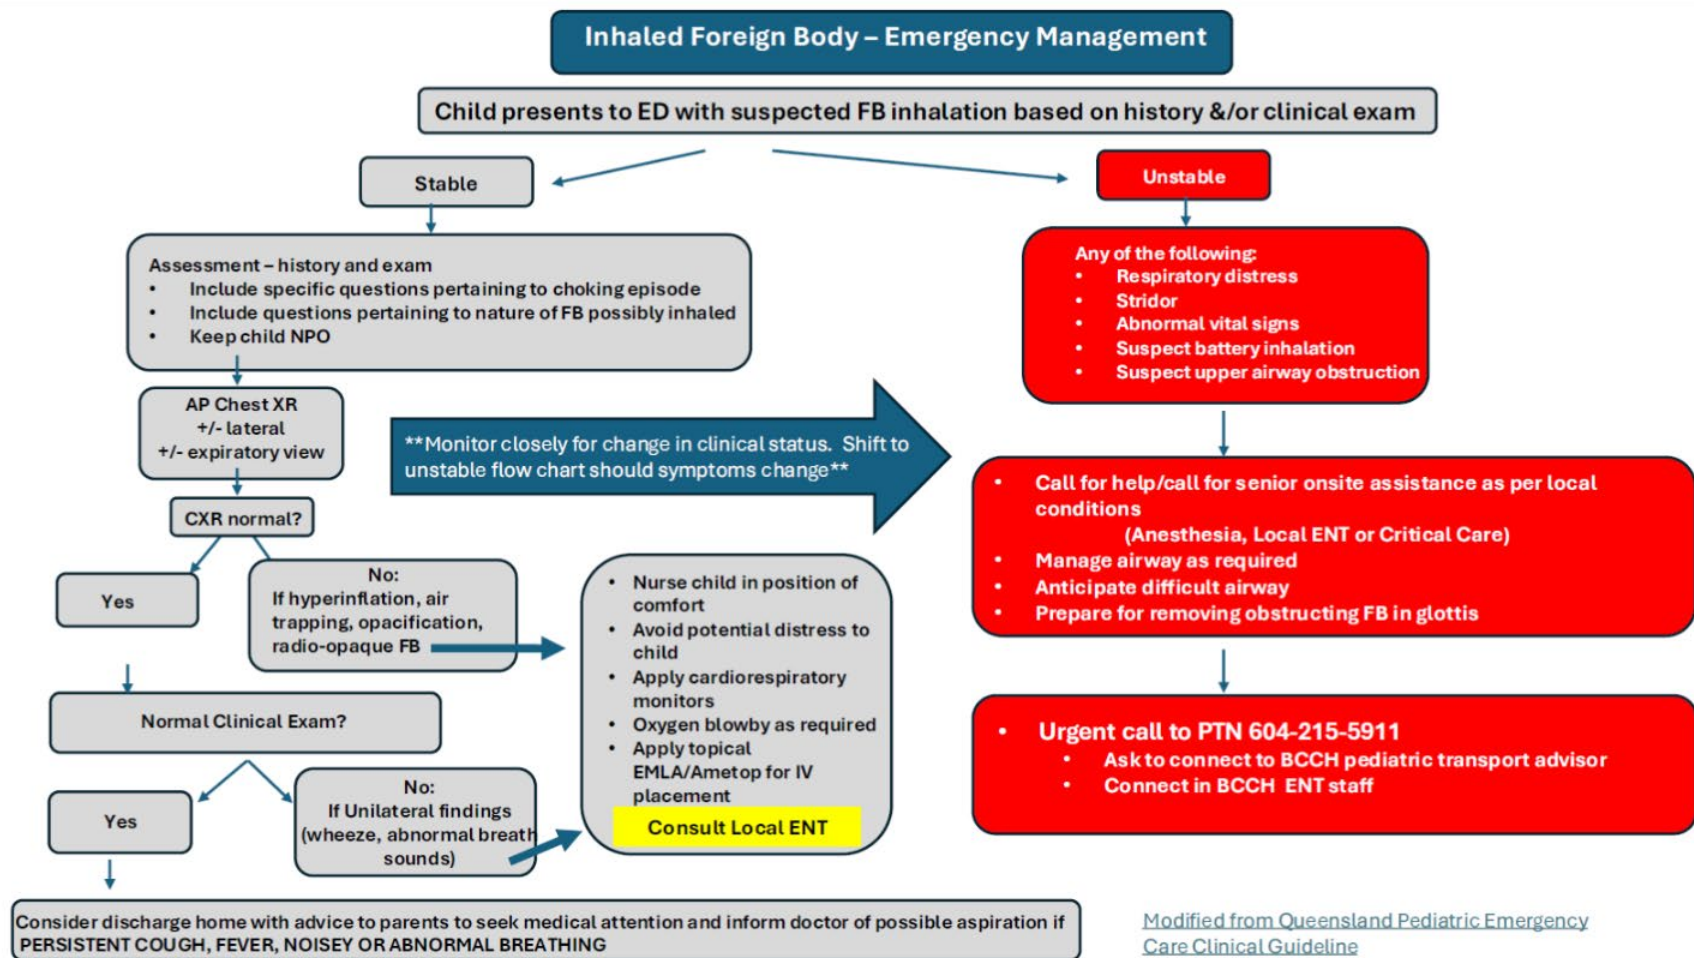 Inhaled Foreign Body – Emergency Management
Child presents to ED with suspected FB inhalation based on history &/or clinical exam
Stable
Unstable
Assessment – history and exam
• Include specific questions pertaining to choking episode
• Include questions pertaining to nature of FB possibly inhaled
• Keep child NPO
Any of the following:
• Respiratory distress
• Stridor
• Abnormal vital signs
• Suspect battery inhalation
• Suspect upper airway obstruction
AP Chest XR
+/- lateral
+/- expiratory view
**Monitor closely for change in clinical status. Shift to
unstable flow chart should symptoms change**
CXR normal?
Yes
No:
If hyperinflation, air
trapping, opacification,
radio-opaque FB
• Nurse child in position of
comfort
• Avoid potential distress to
child
• Apply cardiorespiratory
monitors
• Oxygen blowby as required
• Apply topical
EMLA/Ametop for IV
placement
Consult Local ENT
• Call for help/call for senior onsite assistance as per local
conditions
(Anesthesia, Local ENT or Critical Care)
• Manage airway as required
• Anticipate difficult airway
• Prepare for removing obstructing FB in glottis
Normal Clinical Exam?
Yes
No:
If Unilateral findings
(wheeze, abnormal breath
sounds)
• Urgent call to PTN 604-215-5911
• Ask to connect to BCCH pediatric transport advisor
• Connect in BCCH ENT staff
Consider discharge home with advice to parents to seek medical attention and inform doctor of possible aspiration if
PERSISTENT COUGH, FEVER, NOISEY OR ABNORMAL BREATHING
Modified from Queensland Pediatric Emergency
Care Clinical Guideline